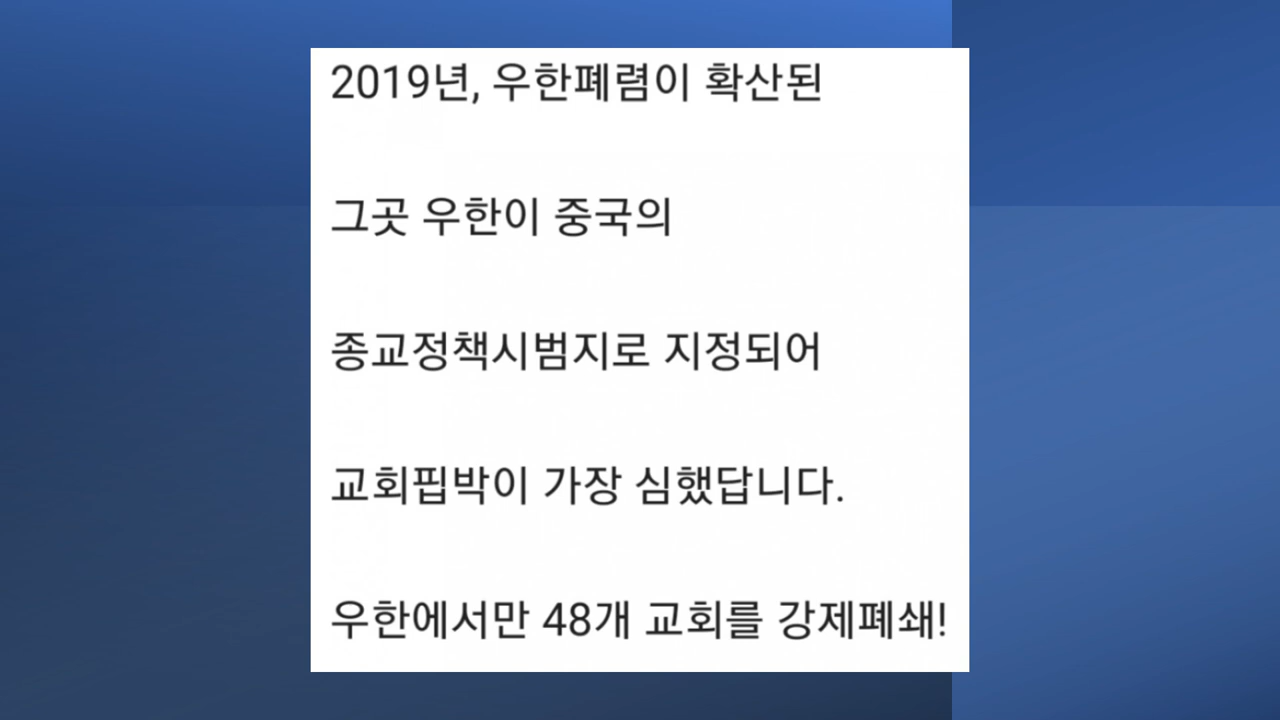 2019년, 우한폐렴이 확산된
그곳 우한이 중국의
종교정책시범지로 지정되어
교회핍박이 가장 심했답니다.
우한에서만 48개 교회를 강제폐쇄!